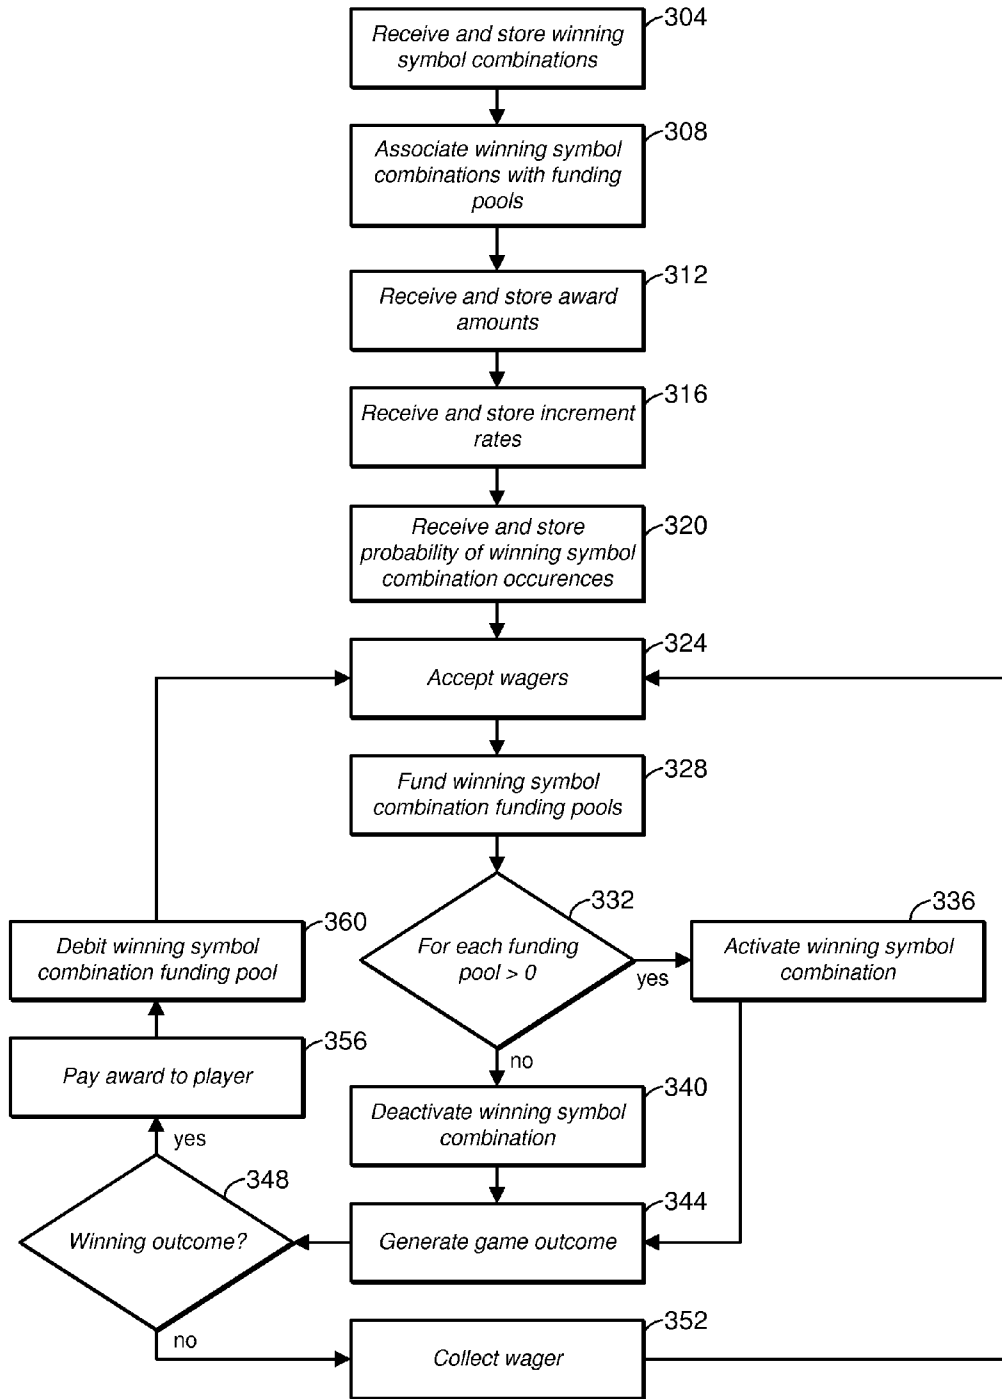 304
Receive and store winning
symbol combinations
308
Associate winning symbol
combinations with funding
pools
312
Receive and store award
amounts
316
Receive and store increment
rates
320
Receive and store
probability of winning symbol
combination occurences
324
Accept wagers
328
Fund winning symbol
combination funding pools
332
For each funding
pool > 0
yes
no
336
Activate winning symbol
combination
340
Deactivate winning symbol
combination
344
Generate game outcome
348
Winning outcome?
yes
no
352
Collect wager
356
Pay award to player
360
Debit winning symbol
combination funding pool